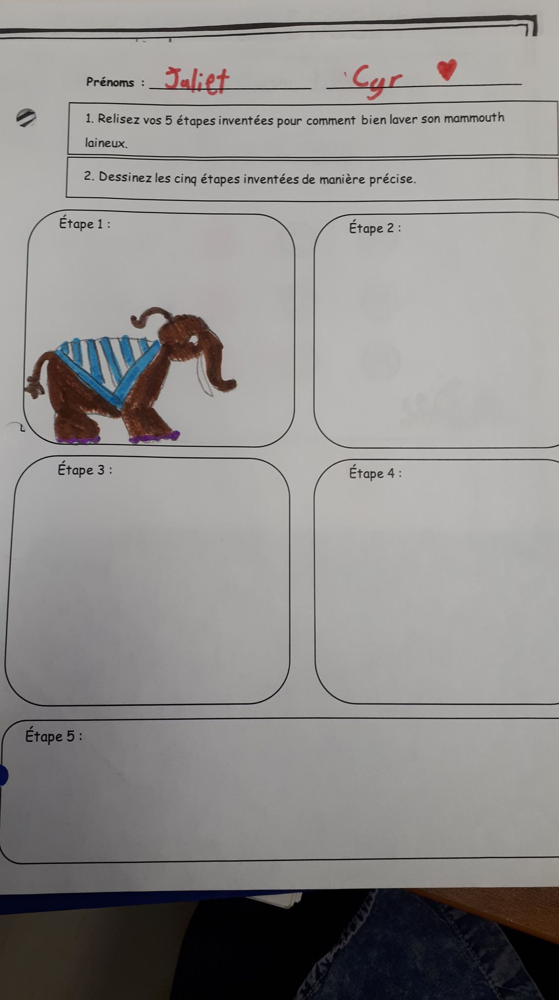 Prénoms : Juliet Cyr
1. Relisez vos 5 étapes inventées pour comment bien laver son mammouth
laineux.
2. Dessinez les cinq étapes inventées de manière précise.
Étape 1 :
Étape 2 :
Étape 3 :
Étape 4 :
Étape 5 :